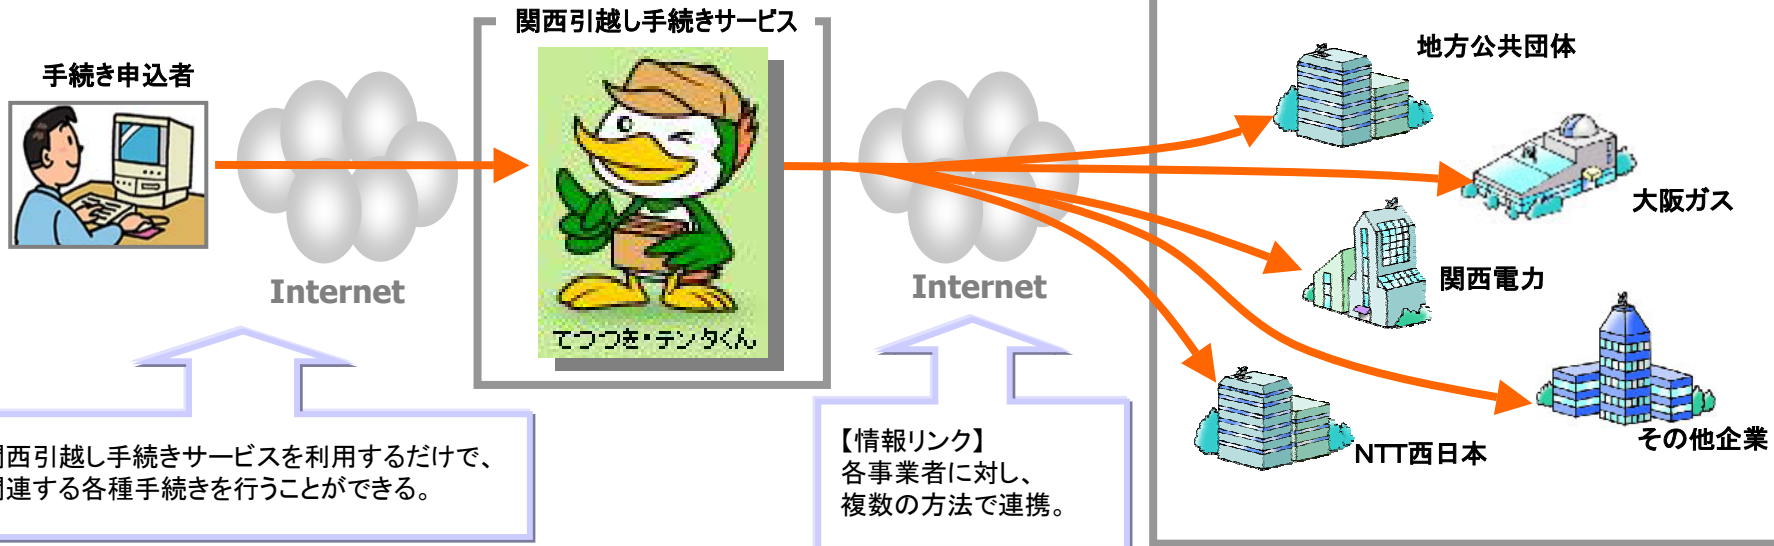 関西引越し手続きサービス
手続き申込者
Internet
てつつき・テンタくん
Internet
地方公共団体
大阪ガス
関西電力
その他企業
NTT西日本
関西引越し手続きサービスを利用するだけで、
関連する各種手続きを行うことができる。
【情報リンク】
各事業者に対し、
複数の方法で連携。